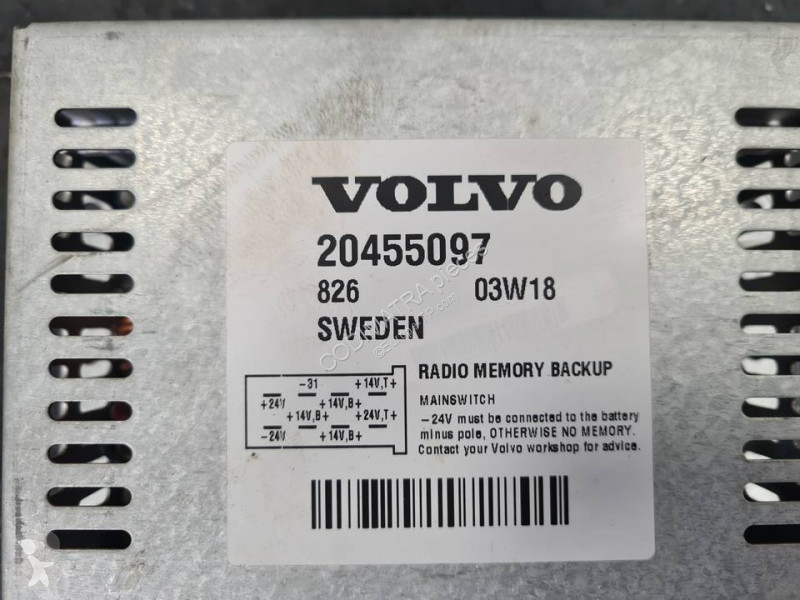 VOLVO
20455097
826 03W18
SWEDEN
RADIO MEMORY BACKUP
MAINSWITCH
-24V must be connected to the battery
minus pole, OTHERWISE NO MEMORY.
Contact your Volvo workshop for advice.
-31 +14V,T+
+24V +14V,B+
+14V,B+ +24V,T+
-24V +14V,B+